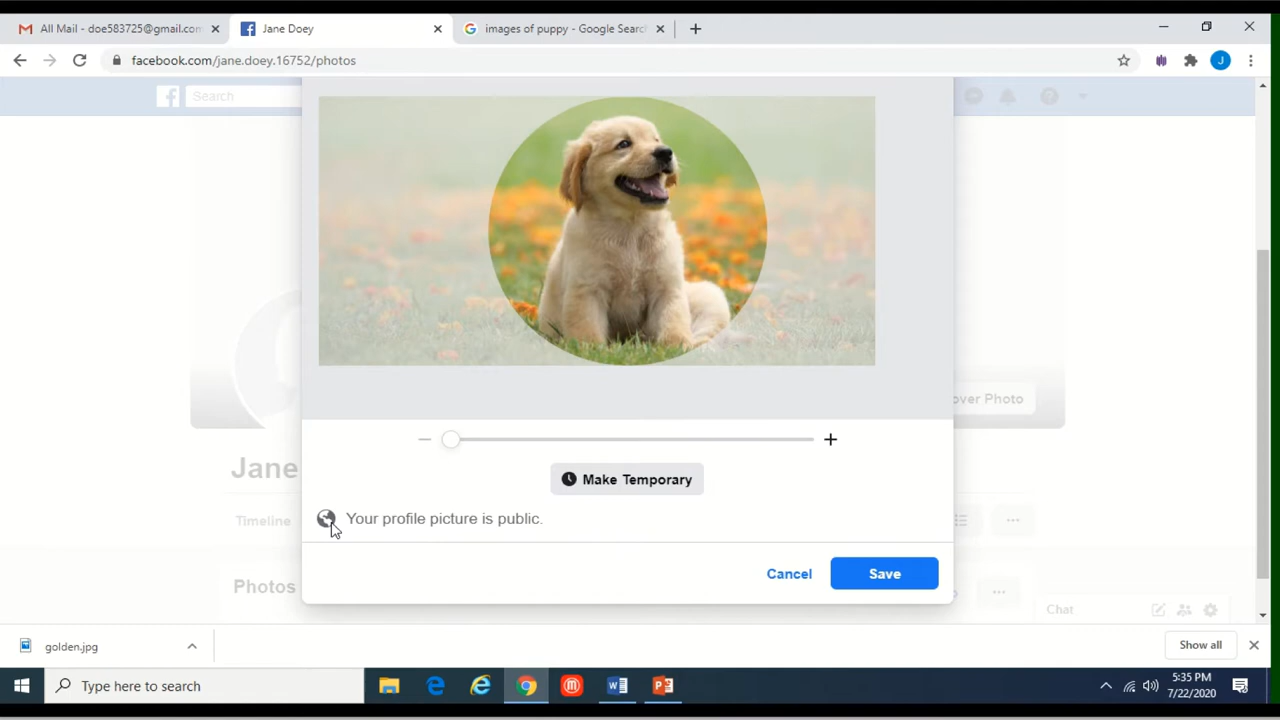 All Mail - doe583725@gmail.com
Jane Doey
images of puppy - Google Searc
facebook.com/jane.doey.16752/photos
J
Search
over Photo
Make Temporary
Jane
Your profile picture is public.
Timeline
Cancel
Save
Photos
Chat
golden.jpg
Show all
Type here to search
5:35 PM
7/22/2020